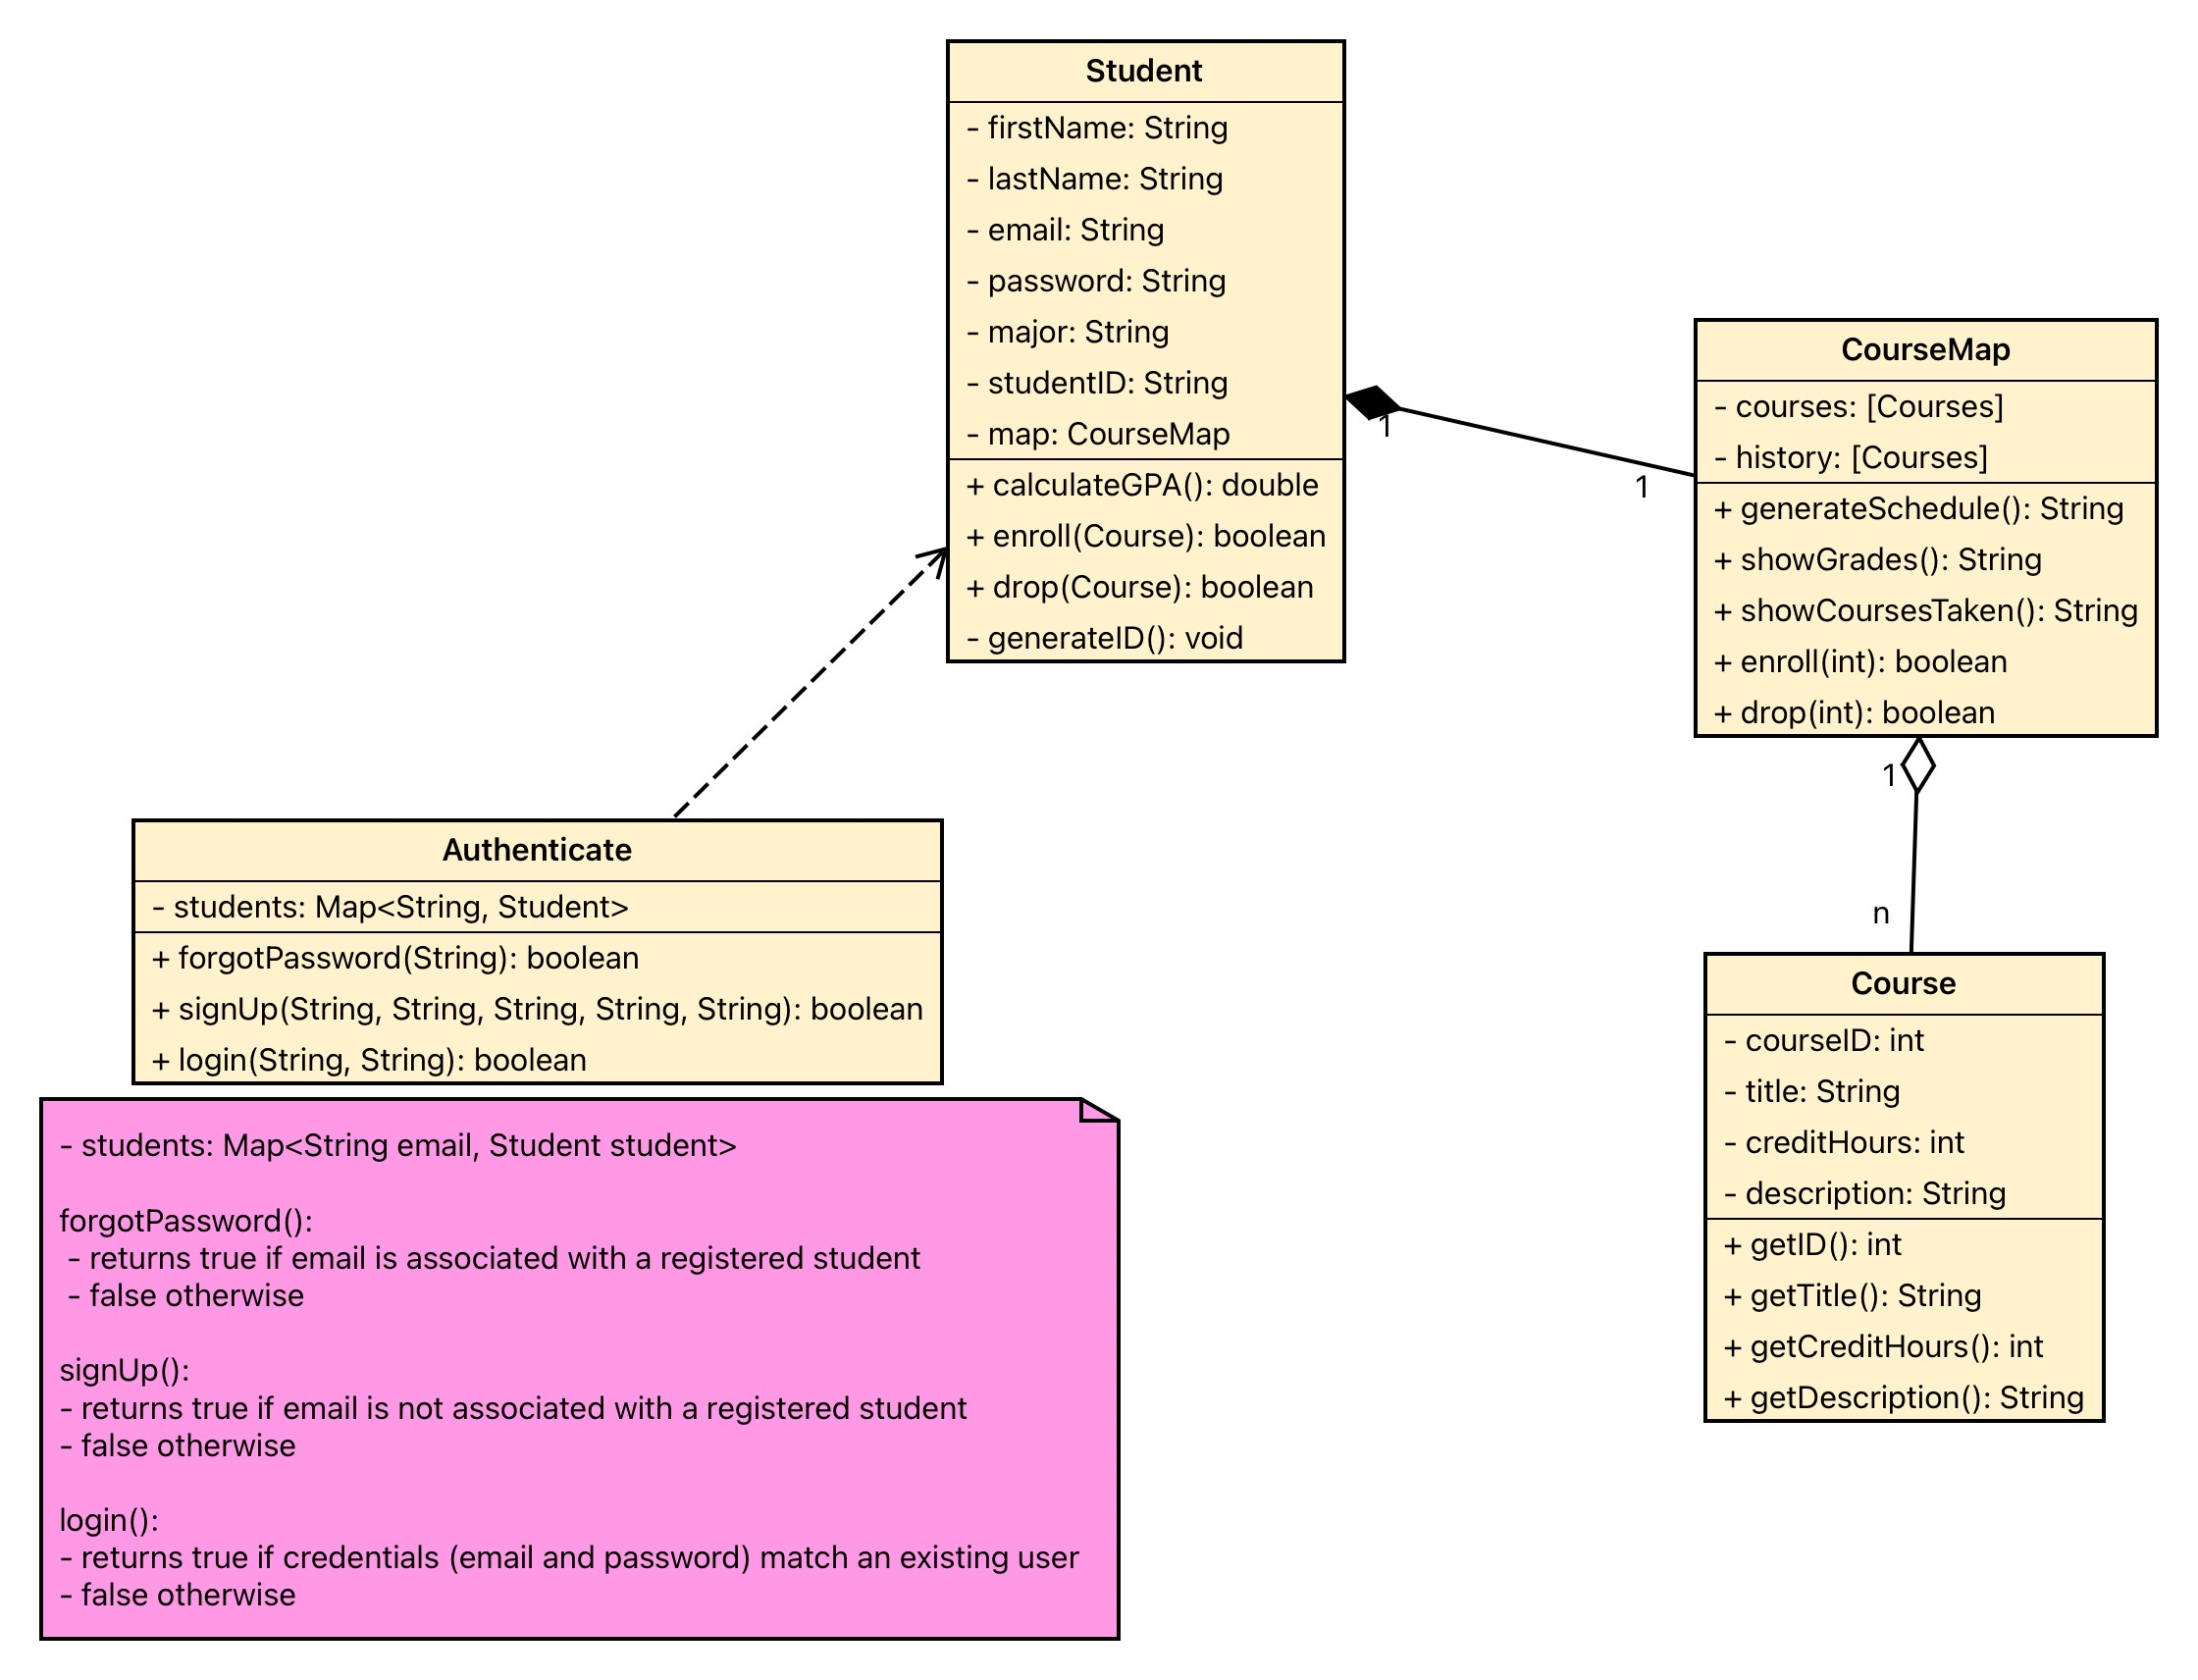 Student
- firstName: String
- lastName: String
- email: String
- password: String
- major: String
- studentID: String
- map: CourseMap
+ calculateGPA(): double
+ enroll(Course): boolean
+ drop(Course): boolean
- generateID(): void
1
1
CourseMap
- courses: [Courses]
- history: [Courses]
+ generateSchedule(): String
+ showGrades(): String
+ showCoursesTaken(): String
+ enroll(int): boolean
+ drop(int): boolean
1
n
Authenticate
- students: Map<String, Student>
+ forgotPassword(String): boolean
+ signUp(String, String, String, String, String): boolean
+ login(String, String): boolean
- students: Map<String email, Student student>
forgotPassword():
- returns true if email is associated with a registered student
- false otherwise
signUp():
- returns true if email is not associated with a registered student
- false otherwise
login():
- returns true if credentials (email and password) match an existing user
- false otherwise
Course
- courseID: int
- title: String
- creditHours: int
- description: String
+ getID(): int
+ getTitle(): String
+ getCreditHours(): int
+ getDescription(): String